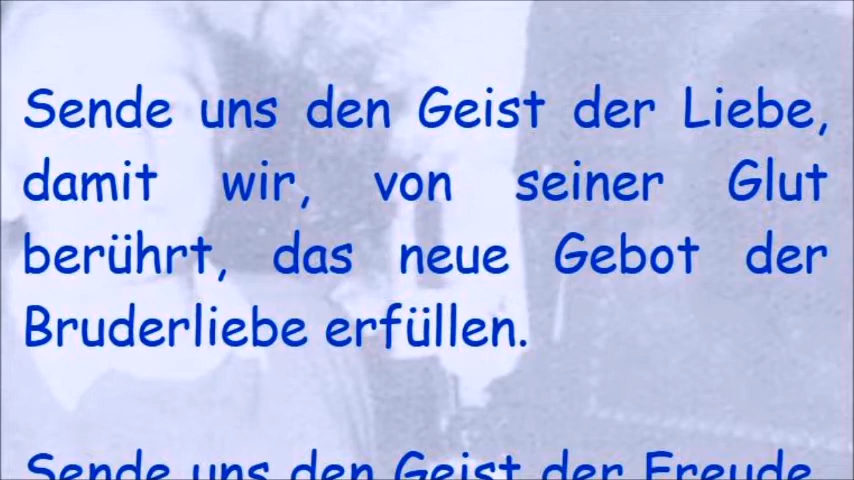 Sende uns den Geist der Liebe,
damit wir, von seiner Glut
berührt, das neue Gebot der
Bruderliebe erfüllen.
Sende uns den Geist der Freude